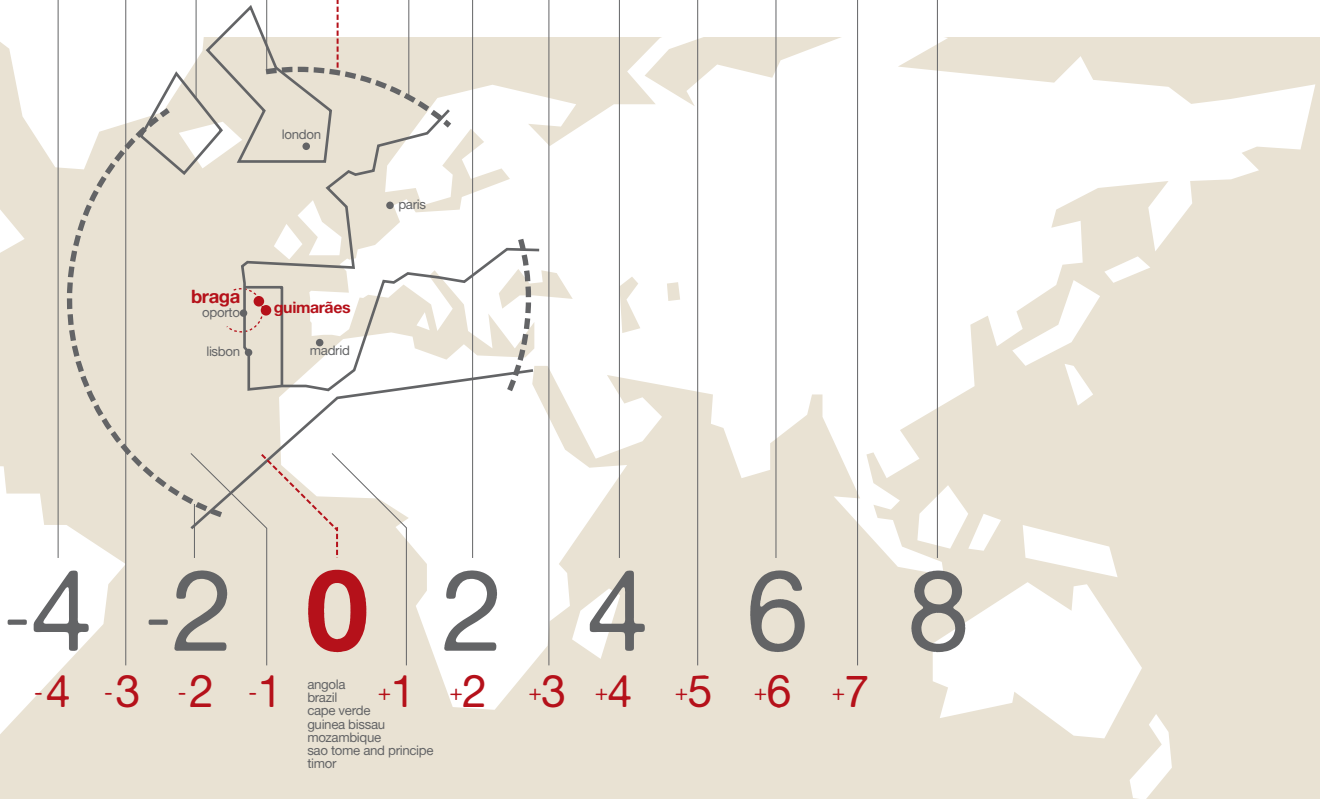 london
paris
braga
guimarães
oporto
lisbon
madrid
-4 -2 0 2 4 6 8
-4 -3 -2 -1 +1 +2 +3 +4 +5 +6 +7
angola
brazil
cape verde
guinea bissau
mozambique
sao tome and principe
timor